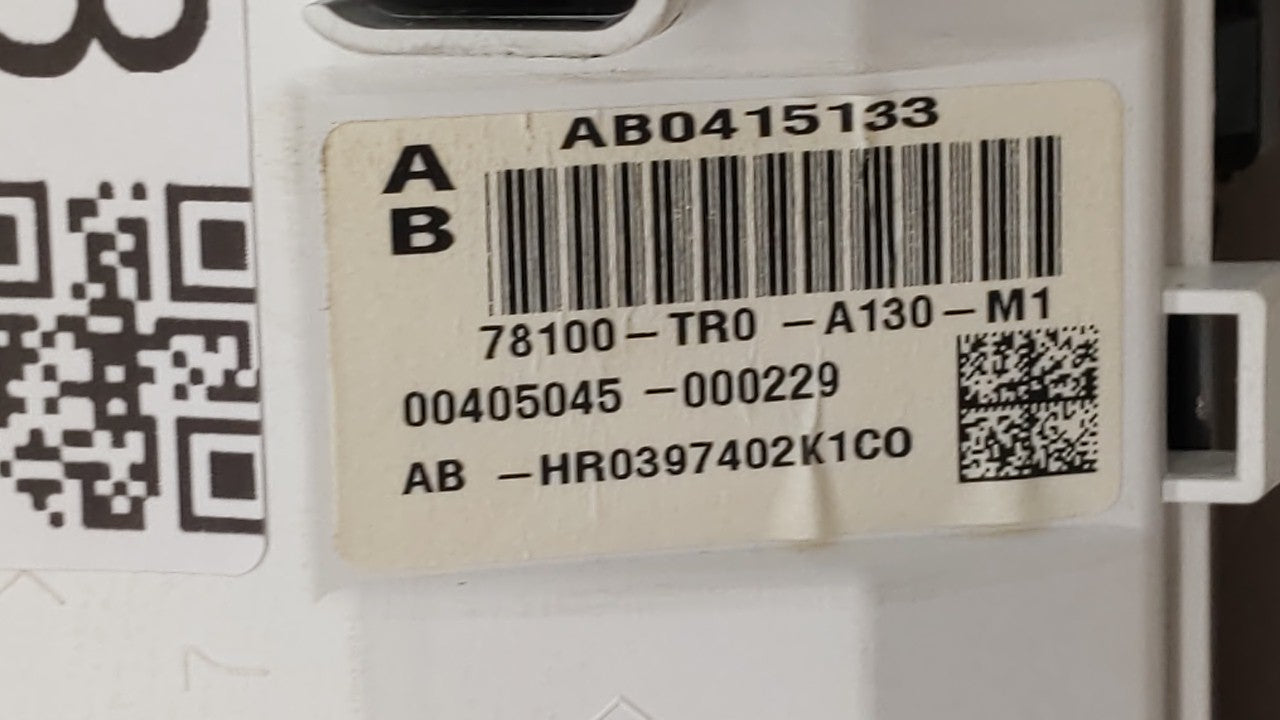 AB0415133
A
B
78100-TR0 -A130-M1
00405045 -000229
AB -HR0397402K1C0